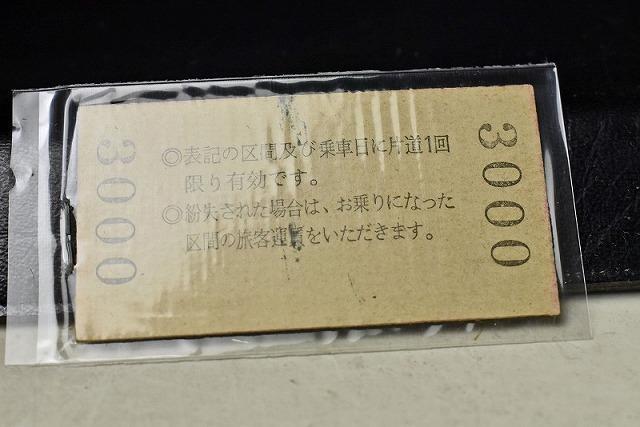 3000
◎表記の区間及び乗車日に片道1回
限り有効です。
◎紛失された場合は、お乗りになった
区間の旅客運賃をいただきます。
3000